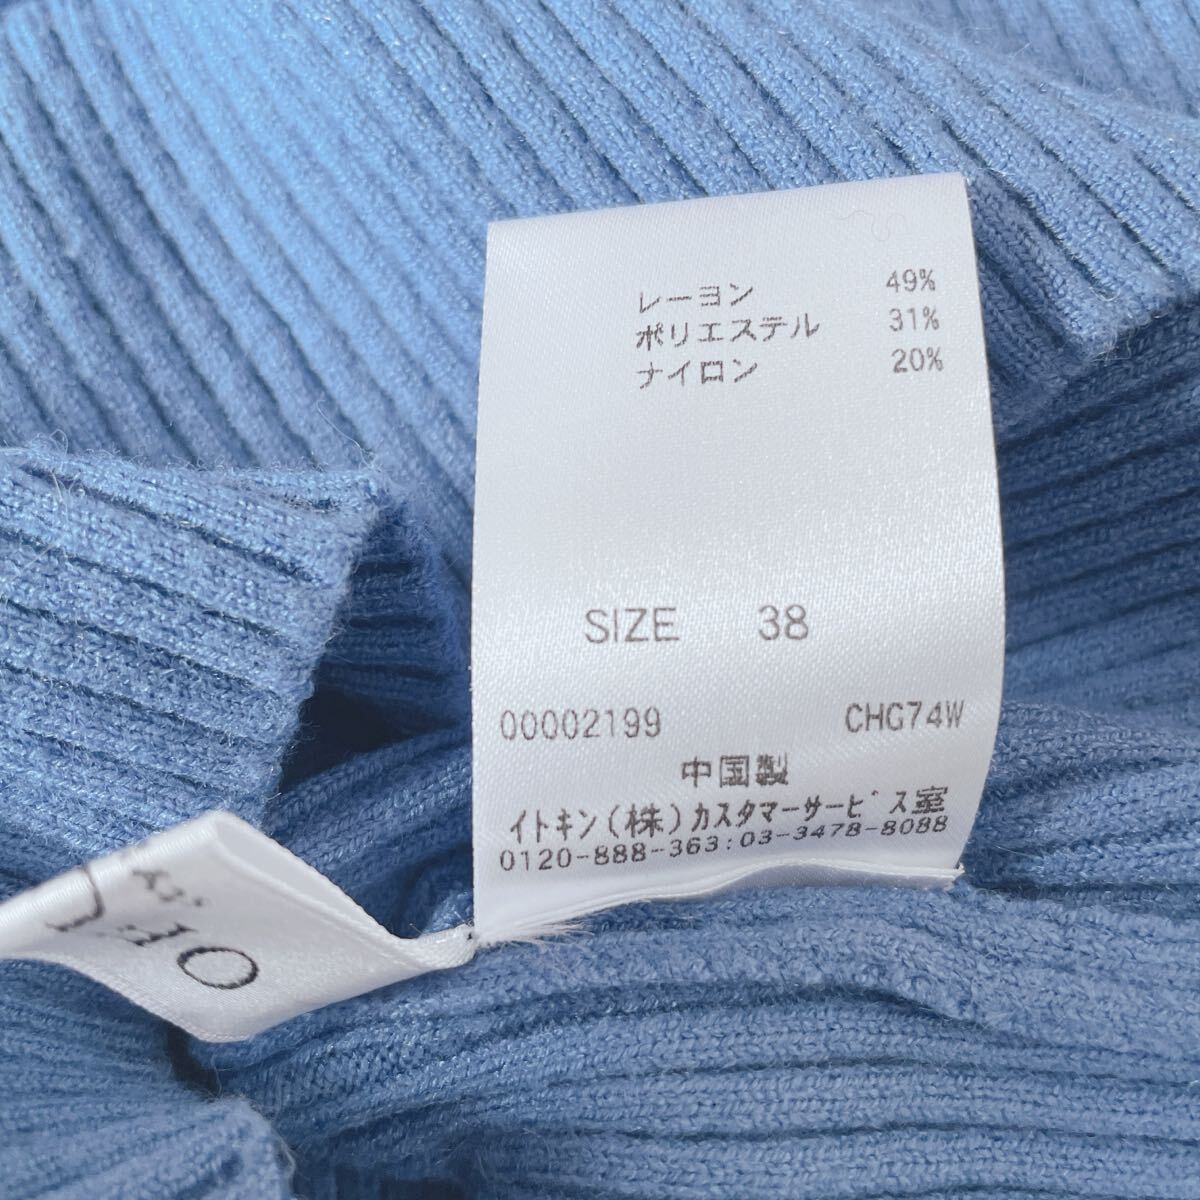 レーヨン 49%
ポリエステル 31%
ナイロン 20%
SIZE 38
00002199 CHG74W
中国製
イトキン(株)カスタマーサービス室
0120-888-363:03-3478-8088